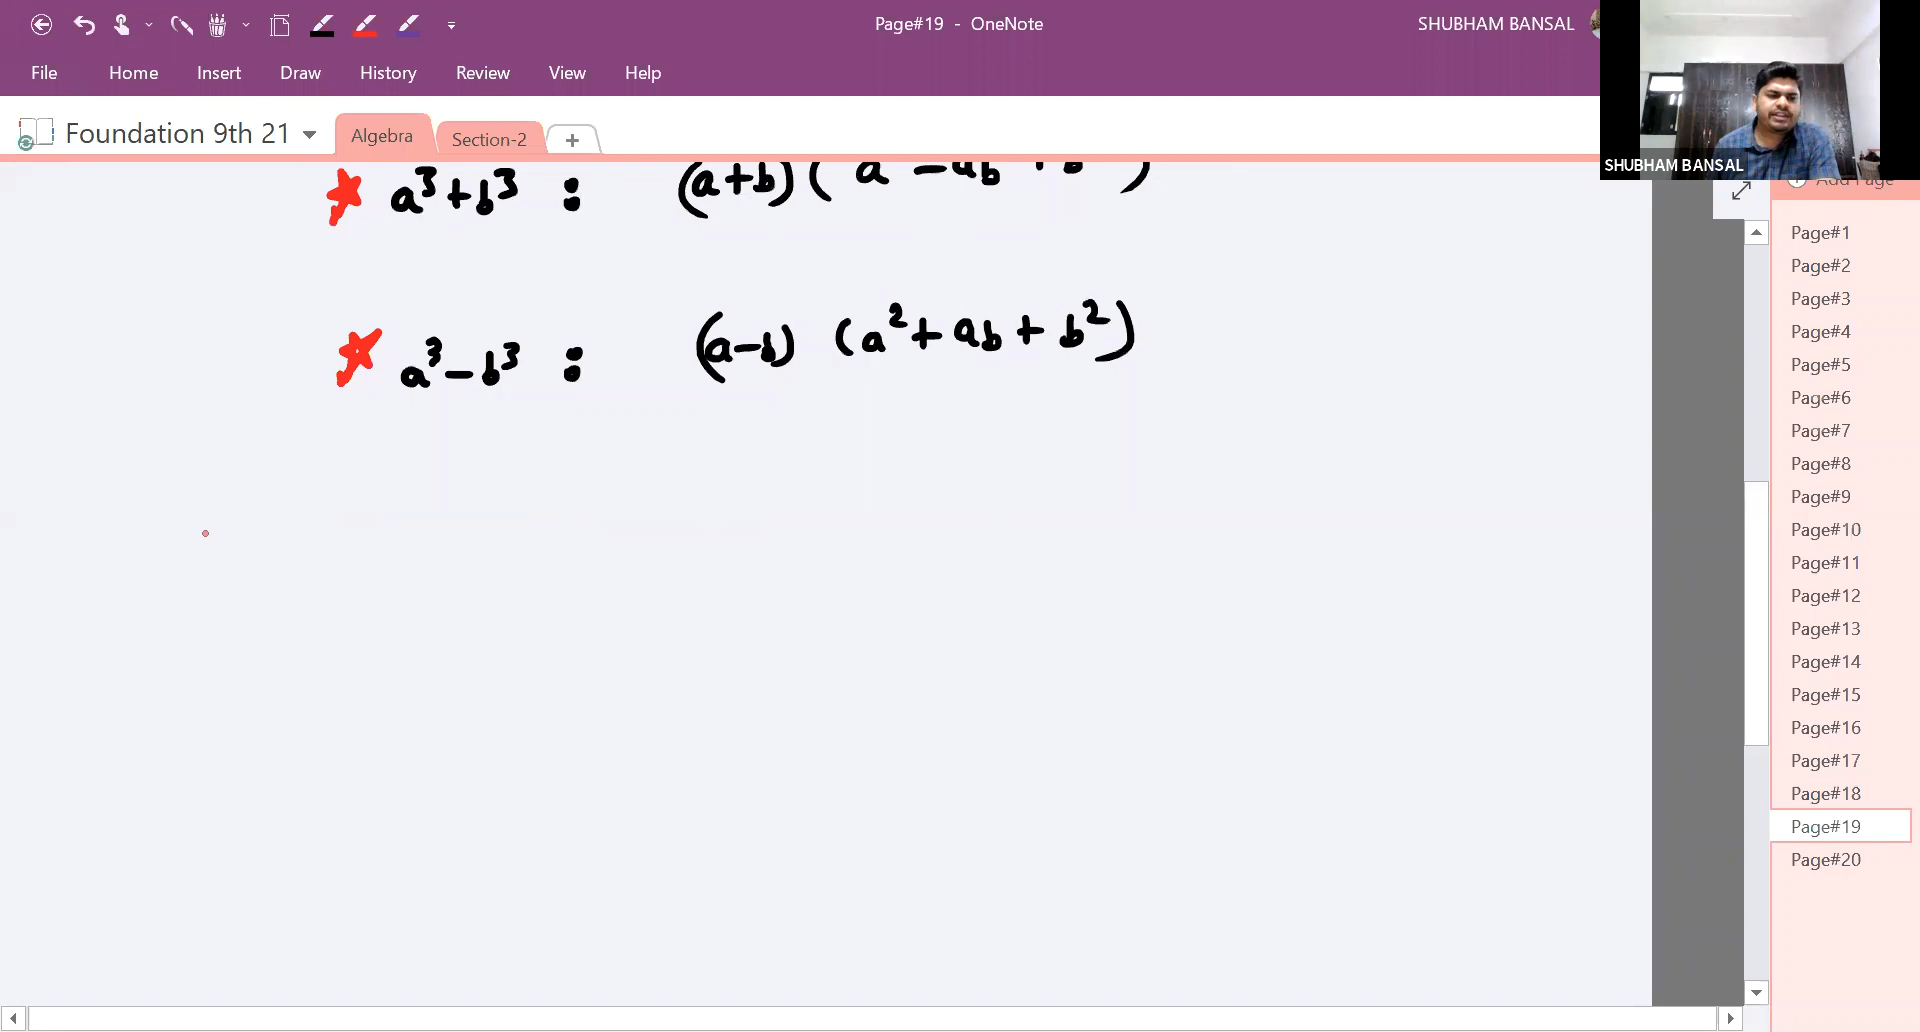 Page#19 - OneNote
SHUBHAM BANSAL
File Home Insert Draw History Review View Help
SHUBHAM BANSAL
Foundation 9th 21
Algebra
Section-2
+
Add Page
a³+b³ : (a+b)(a -ab + )
a³-b³ : (a-b) (a²+ab+b²)
Page#1
Page#2
Page#3
Page#4
Page#5
Page#6
Page#7
Page#8
Page#9
Page#10
Page#11
Page#12
Page#13
Page#14
Page#15
Page#16
Page#17
Page#18
Page#19
Page#20